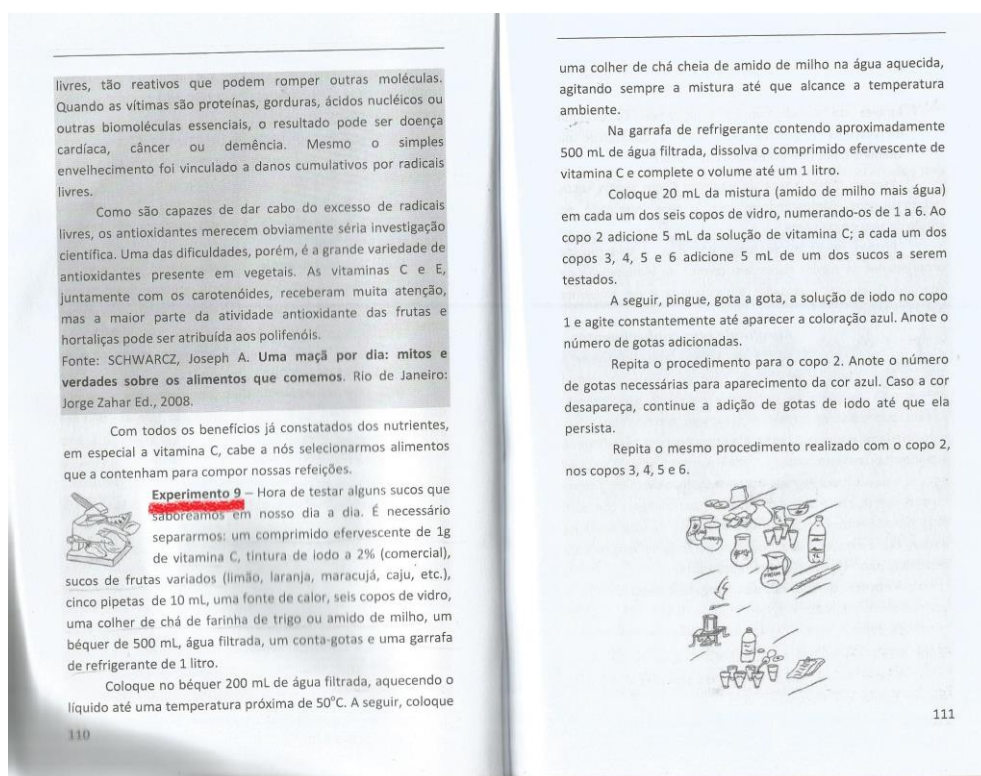 livres, tão reativos que podem romper outras moléculas.
Quando as vítimas são proteínas, gorduras, ácidos nucléicos ou
outras biomoléculas essenciais, o resultado pode ser doença
cardíaca, câncer ou demência. Mesmo o simples
envelhecimento foi vinculado a danos cumulativos por radicais
livres.
Como são capazes de dar cabo do excesso de radicais
livres, os antioxidantes merecem obviamente séria investigação
científica. Uma das dificuldades, porém, é a grande variedade de
antioxidantes presente em vegetais. As vitaminas C e E,
juntamente com os carotenóides, receberam muita atenção,
mas a maior parte da atividade antioxidante das frutas e
hortaliças pode ser atribuída aos polifenóis.
Fonte: SCHWARCZ, Joseph A. Uma maçã por dia: mitos e
verdades sobre os alimentos que comemos. Rio de Janeiro:
Jorge Zahar Ed., 2008.
Com todos os benefícios já constatados dos nutrientes,
em especial a vitamina C, cabe a nós selecionarmos alimentos
que a contenham para compor nossas refeições.
Experimento 9 – Hora de testar alguns sucos que
saboreamos em nosso dia a dia. É necessário
separarmos: um comprimido efervescente de 1g
de vitamina C, tintura de iodo a 2% (comercial),
sucos de frutas variados (limão, laranja, maracujá, caju, etc.),
cinco pipetas de 10 mL, uma fonte de calor, seis copos de vidro,
uma colher de chá de farinha de trigo ou amido de milho, um
béquer de 500 mL, água filtrada, um conta-gotas e uma garrafa
de refrigerante de 1 litro.
Coloque no béquer 200 mL de água filtrada, aquecendo o
líquido até uma temperatura próxima de 50°C. A seguir, coloque
110
uma colher de chá cheia de amido de milho na água aquecida,
agitando sempre a mistura até que alcance a temperatura
ambiente.
Na garrafa de refrigerante contendo aproximadamente
500 mL de água filtrada, dissolva o comprimido efervescente de
vitamina C e complete o volume até um 1 litro.
Coloque 20 mL da mistura (amido de milho mais água)
em cada um dos seis copos de vidro, numerando-os de 1 a 6. Ao
copo 2 adicione 5 mL da solução de vitamina C; a cada um dos
copos 3, 4, 5 e 6 adicione 5 mL de um dos sucos a serem
testados.
A seguir, pingue, gota a gota, a solução de iodo no copo
1 e agite constantemente até aparecer a coloração azul. Anote o
número de gotas adicionadas.
Repita o procedimento para o copo 2. Anote o número
de gotas necessárias para aparecimento da cor azul. Caso a cor
desapareça, continue a adição de gotas de iodo até que ela
persista.
Repita o mesmo procedimento realizado com o copo 2,
nos copos 3, 4, 5 e 6.
111